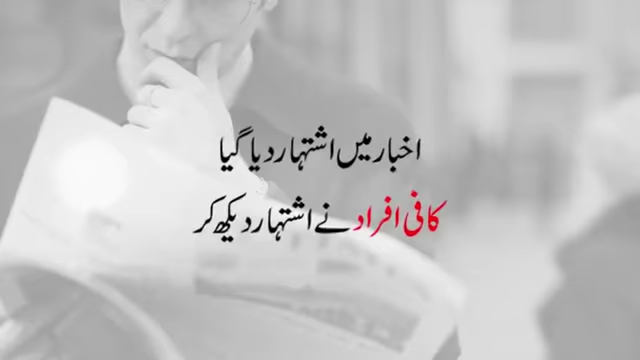 اخبار میں اشتہار دیا گیا
کافی افراد نے اشتہار دیکھ کر